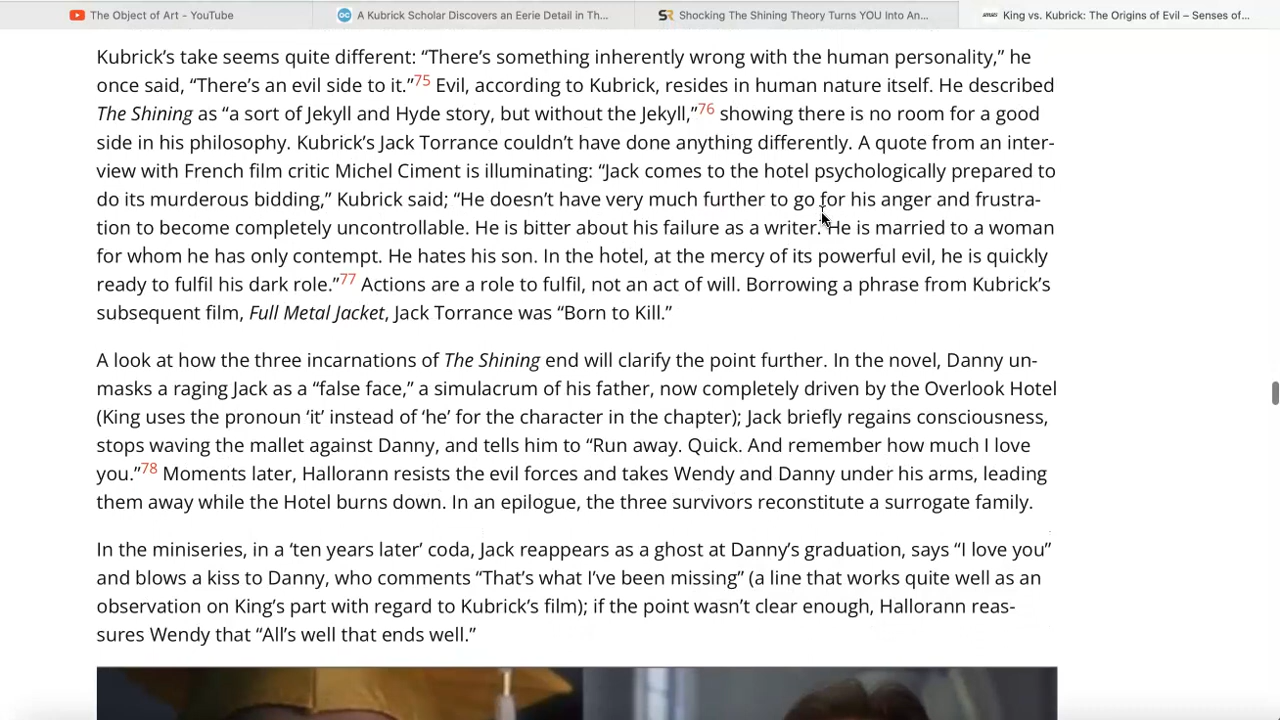 The Object of Art – YouTube
A Kubrick Scholar Discovers an Eerie Detail in Th...
Shocking The Shining Theory Turns YOU Into An...
King vs. Kubrick: The Origins of Evil – Senses of...
Kubrick’s take seems quite different: “There’s something inherently wrong with the human personality,” he
once said, “There’s an evil side to it.”75 Evil, according to Kubrick, resides in human nature itself. He described
The Shining as “a sort of Jekyll and Hyde story, but without the Jekyll,”76 showing there is no room for a good
side in his philosophy. Kubrick’s Jack Torrance couldn’t have done anything differently. A quote from an inter-
view with French film critic Michel Ciment is illuminating: “Jack comes to the hotel psychologically prepared to
do its murderous bidding,” Kubrick said; “He doesn’t have very much further to go for his anger and frustra-
tion to become completely uncontrollable. He is bitter about his failure as a writer. He is married to a woman
for whom he has only contempt. He hates his son. In the hotel, at the mercy of its powerful evil, he is quickly
ready to fulfil his dark role.”77 Actions are a role to fulfil, not an act of will. Borrowing a phrase from Kubrick’s
subsequent film, Full Metal Jacket, Jack Torrance was “Born to Kill.”
A look at how the three incarnations of The Shining end will clarify the point further. In the novel, Danny un-
masks a raging Jack as a “false face,” a simulacrum of his father, now completely driven by the Overlook Hotel
(King uses the pronoun ‘it’ instead of ‘he’ for the character in the chapter); Jack briefly regains consciousness,
stops waving the mallet against Danny, and tells him to “Run away. Quick. And remember how much I love
you.”78 Moments later, Hallorann resists the evil forces and takes Wendy and Danny under his arms, leading
them away while the Hotel burns down. In an epilogue, the three survivors reconstitute a surrogate family.
In the miniseries, in a ‘ten years later’ coda, Jack reappears as a ghost at Danny’s graduation, says “I love you”
and blows a kiss to Danny, who comments “That’s what I’ve been missing” (a line that works quite well as an
observation on King’s part with regard to Kubrick’s film); if the point wasn’t clear enough, Hallorann reas-
sures Wendy that “All’s well that ends well.”